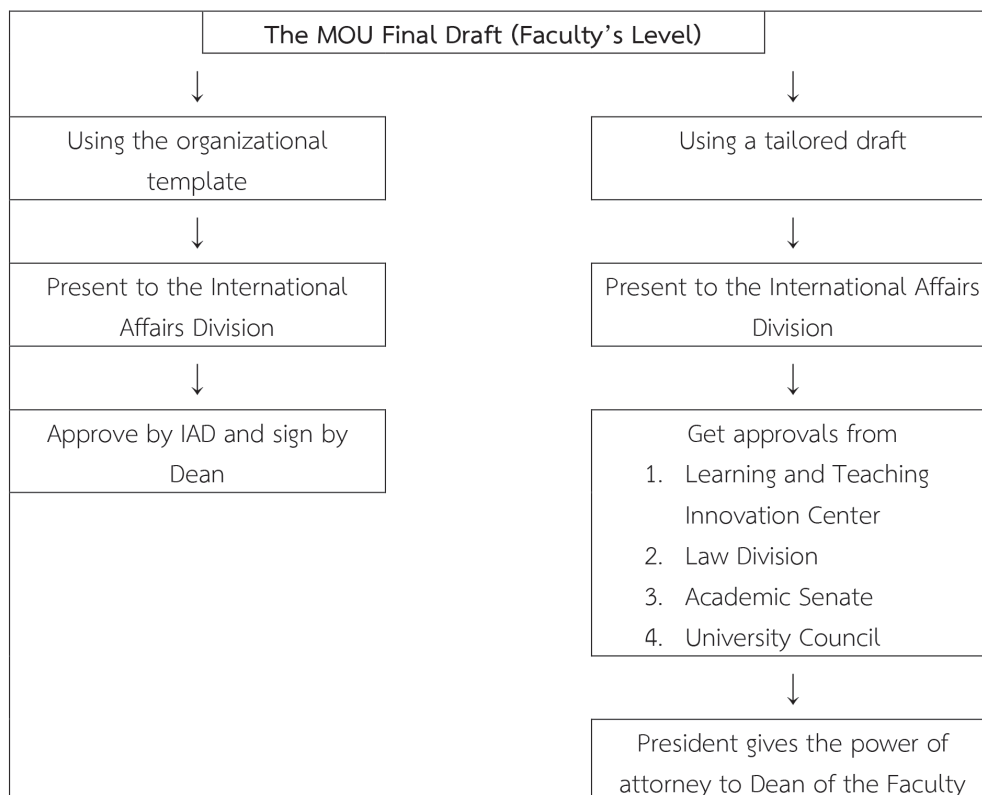 The MOU Final Draft (Faculty’s Level)
↓ ↓
Using the organizational
template
Using a tailored draft
↓ ↓
Present to the International
Affairs Division
Present to the International Affairs
Division
↓ ↓
Approve by IAD and sign by
Dean
Get approvals from
1. Learning and Teaching
Innovation Center
2. Law Division
3. Academic Senate
4. University Council
↓
President gives the power of
attorney to Dean of the Faculty